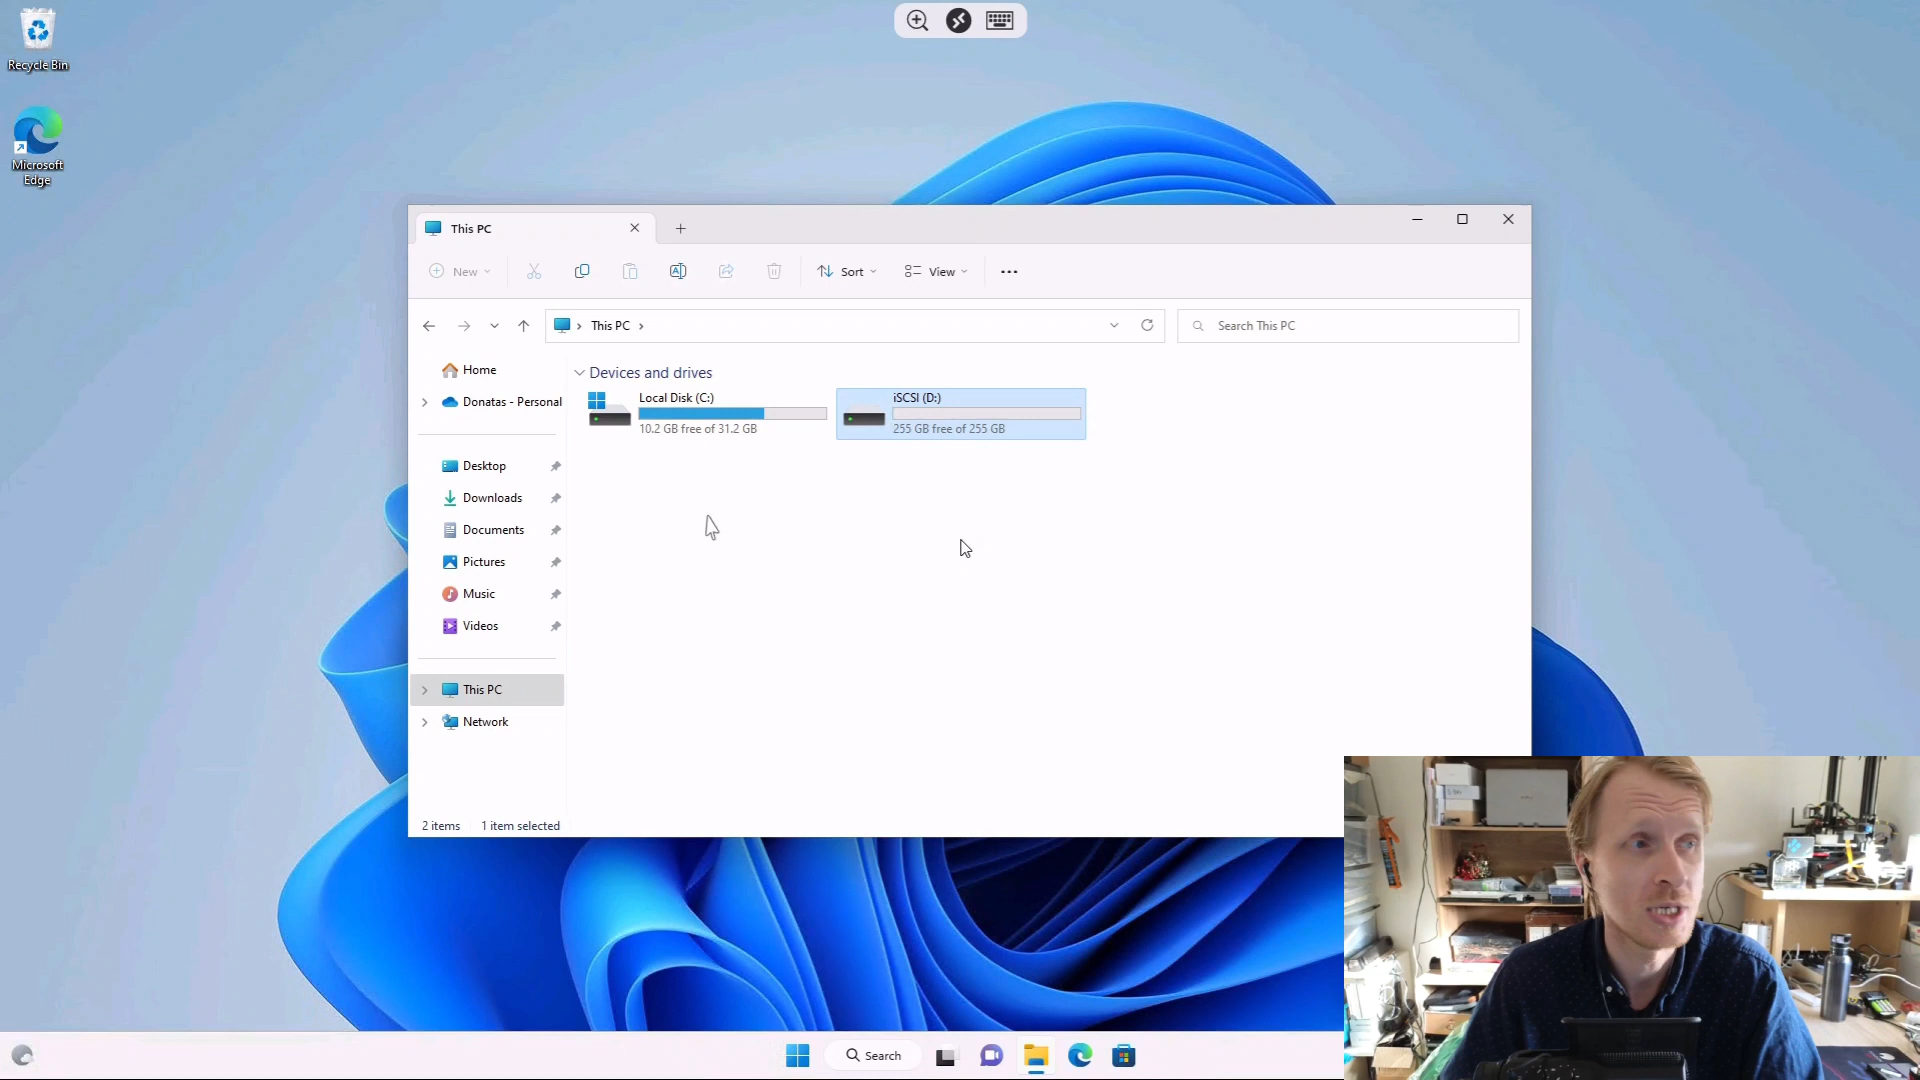 Recycle Bin
Microsoft
Edge
This PC
New
Sort
View
This PC
Search This PC
Home
Donatas - Personal
Desktop
Downloads
Documents
Pictures
Music
Videos
This PC
Network
Devices and drives
Local Disk (C:)
10.2 GB free of 31.2 GB
iSCSI (D:)
255 GB free of 255 GB
2 items
1 item selected
Search